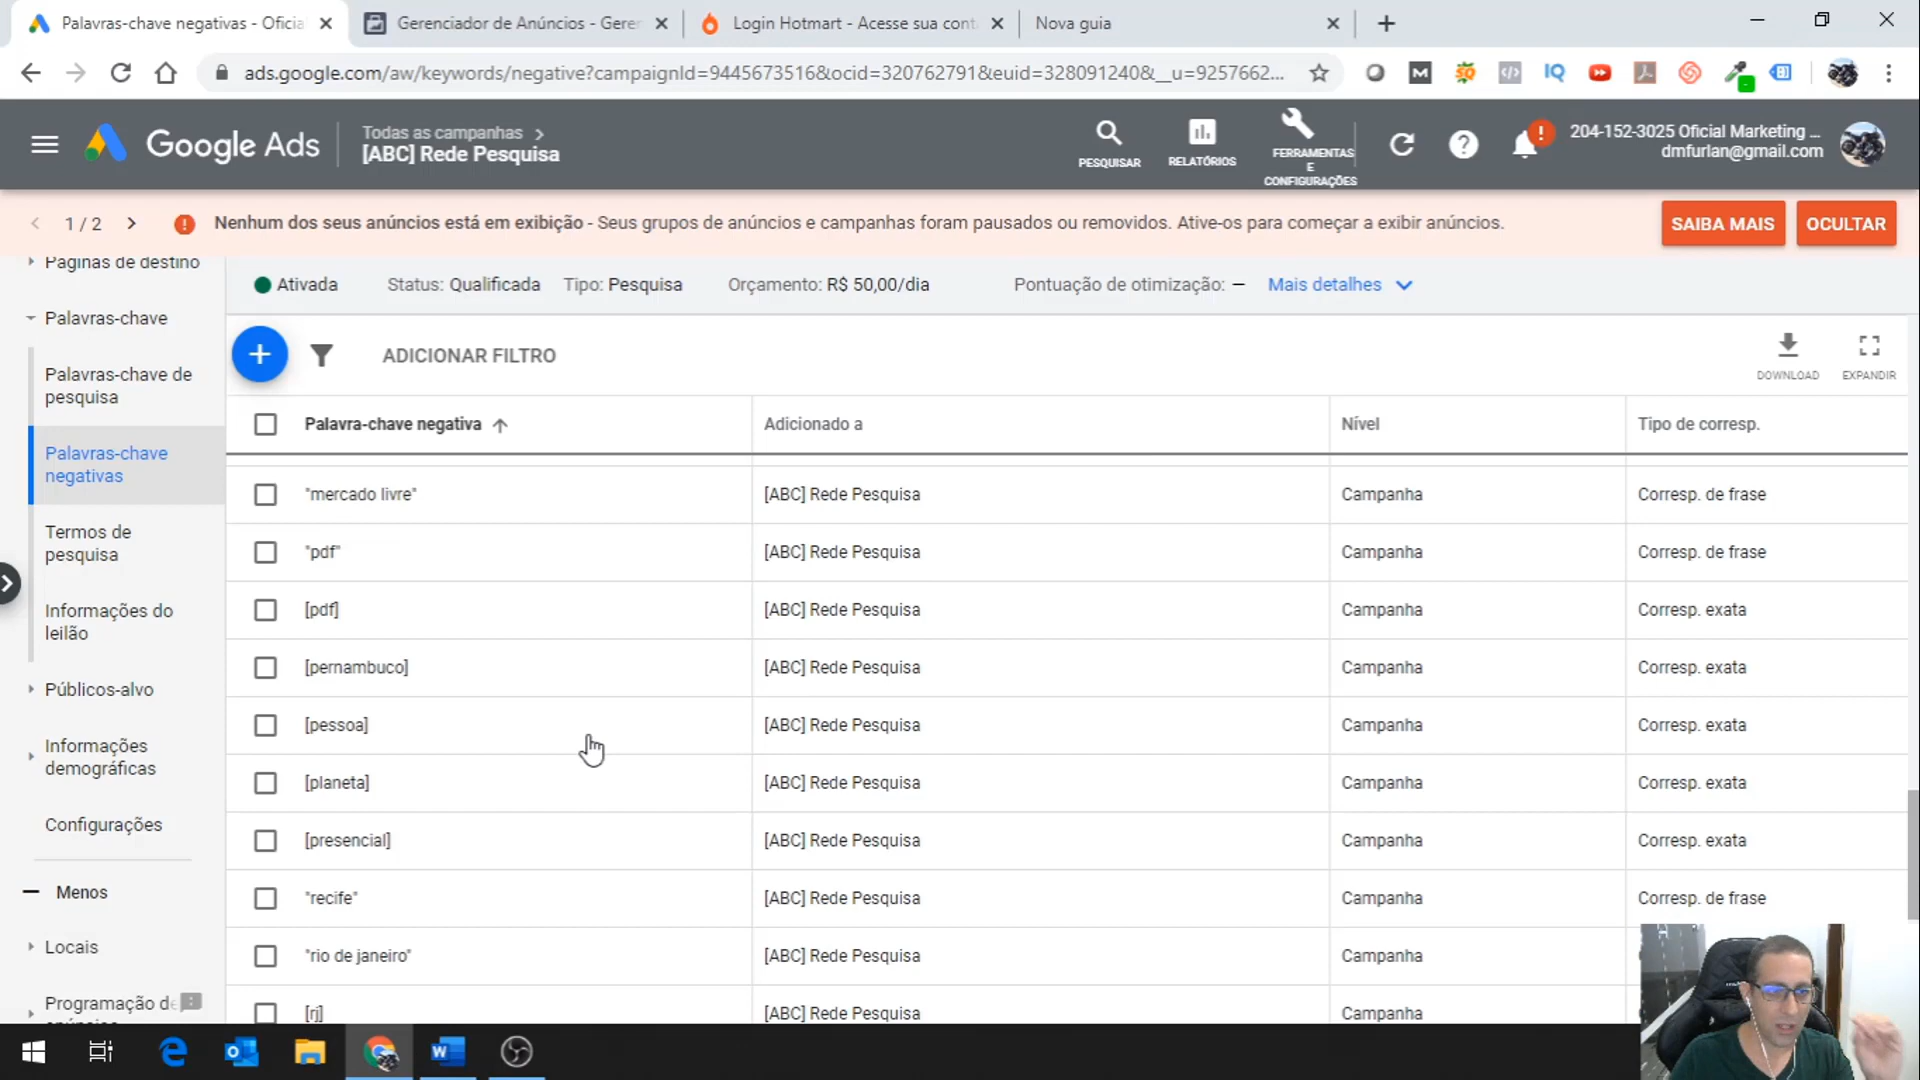 Palavras-chave negativas - Oficia
Gerenciador de Anúncios - Geren
Login Hotmart - Acesse sua cont
Nova guia
ads.google.com/aw/keywords/negative?campaignId=9445673516&ocid=320762791&euid=328091240&__u=9257662...
Google Ads
Todas as campanhas
[ABC] Rede Pesquisa
PESQUISAR
RELATÓRIOS
FERRAMENTAS
E
CONFIGURAÇÕES
204-152-3025 Oficial Marketing ...
dmfurlan@gmail.com
1 / 2
Nenhum dos seus anúncios está em exibição - Seus grupos de anúncios e campanhas foram pausados ou removidos. Ative-os para começar a exibir anúncios.
SAIBA MAIS
OCULTAR
Páginas de destino
Palavras-chave
Palavras-chave de
pesquisa
Palavras-chave
negativas
Termos de
pesquisa
Informações do
leilão
Públicos-alvo
Informações
demográficas
Configurações
Menos
Locais
Programação de
anúncios
Ativada Status: Qualificada Tipo: Pesquisa Orçamento: R$ 50,00/dia Pontuação de otimização: — Mais detalhes
ADICIONAR FILTRO
DOWNLOAD
EXPANDIR
Palavra-chave negativa Adicionado a Nível Tipo de corresp.
"mercado livre" [ABC] Rede Pesquisa Campanha Corresp. de frase
"pdf" [ABC] Rede Pesquisa Campanha Corresp. de frase
[pdf] [ABC] Rede Pesquisa Campanha Corresp. exata
[pernambuco] [ABC] Rede Pesquisa Campanha Corresp. exata
[pessoa] [ABC] Rede Pesquisa Campanha Corresp. exata
[planeta] [ABC] Rede Pesquisa Campanha Corresp. exata
[presencial] [ABC] Rede Pesquisa Campanha Corresp. exata
"recife" [ABC] Rede Pesquisa Campanha Corresp. de frase
"rio de janeiro" [ABC] Rede Pesquisa Campanha
[rj] [ABC] Rede Pesquisa Campanha